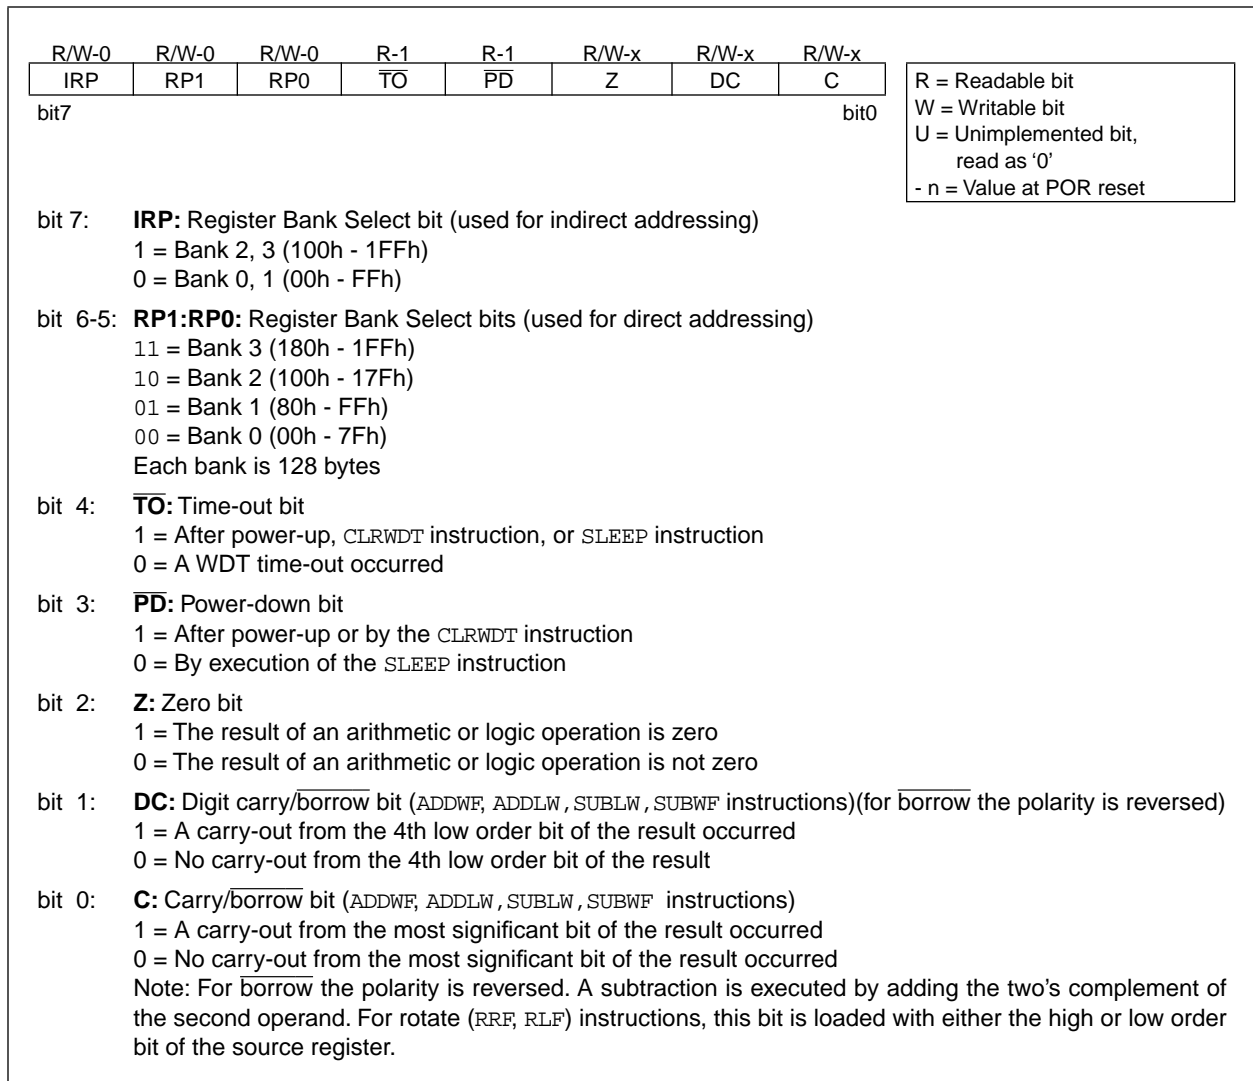 R/W-0 R/W-0 R/W-0 R-1 R-1 R/W-x R/W-x R/W-x
IRP RP1 RP0 T̅O̅ P̅D̅ Z DC C
bit7 bit0
R = Readable bit
W = Writable bit
U = Unimplemented bit,
read as ‘0’
- n = Value at POR reset
bit 7: IRP: Register Bank Select bit (used for indirect addressing)
1 = Bank 2, 3 (100h - 1FFh)
0 = Bank 0, 1 (00h - FFh)
bit 6-5: RP1:RP0: Register Bank Select bits (used for direct addressing)
11 = Bank 3 (180h - 1FFh)
10 = Bank 2 (100h - 17Fh)
01 = Bank 1 (80h - FFh)
00 = Bank 0 (00h - 7Fh)
Each bank is 128 bytes
bit 4: T̅O̅: Time-out bit
1 = After power-up, CLRWDT instruction, or SLEEP instruction
0 = A WDT time-out occurred
bit 3: P̅D̅: Power-down bit
1 = After power-up or by the CLRWDT instruction
0 = By execution of the SLEEP instruction
bit 2: Z: Zero bit
1 = The result of an arithmetic or logic operation is zero
0 = The result of an arithmetic or logic operation is not zero
bit 1: DC: Digit carry/b̅o̅r̅r̅o̅w̅ bit (ADDWF, ADDLW,SUBLW,SUBWF instructions)(for b̅o̅r̅r̅o̅w̅ the polarity is reversed)
1 = A carry-out from the 4th low order bit of the result occurred
0 = No carry-out from the 4th low order bit of the result
bit 0: C: Carry/b̅o̅r̅r̅o̅w̅ bit (ADDWF, ADDLW,SUBLW,SUBWF instructions)
1 = A carry-out from the most significant bit of the result occurred
0 = No carry-out from the most significant bit of the result occurred
Note: For b̅o̅r̅r̅o̅w̅ the polarity is reversed. A subtraction is executed by adding the two’s complement of
the second operand. For rotate (RRF, RLF) instructions, this bit is loaded with either the high or low order
bit of the source register.